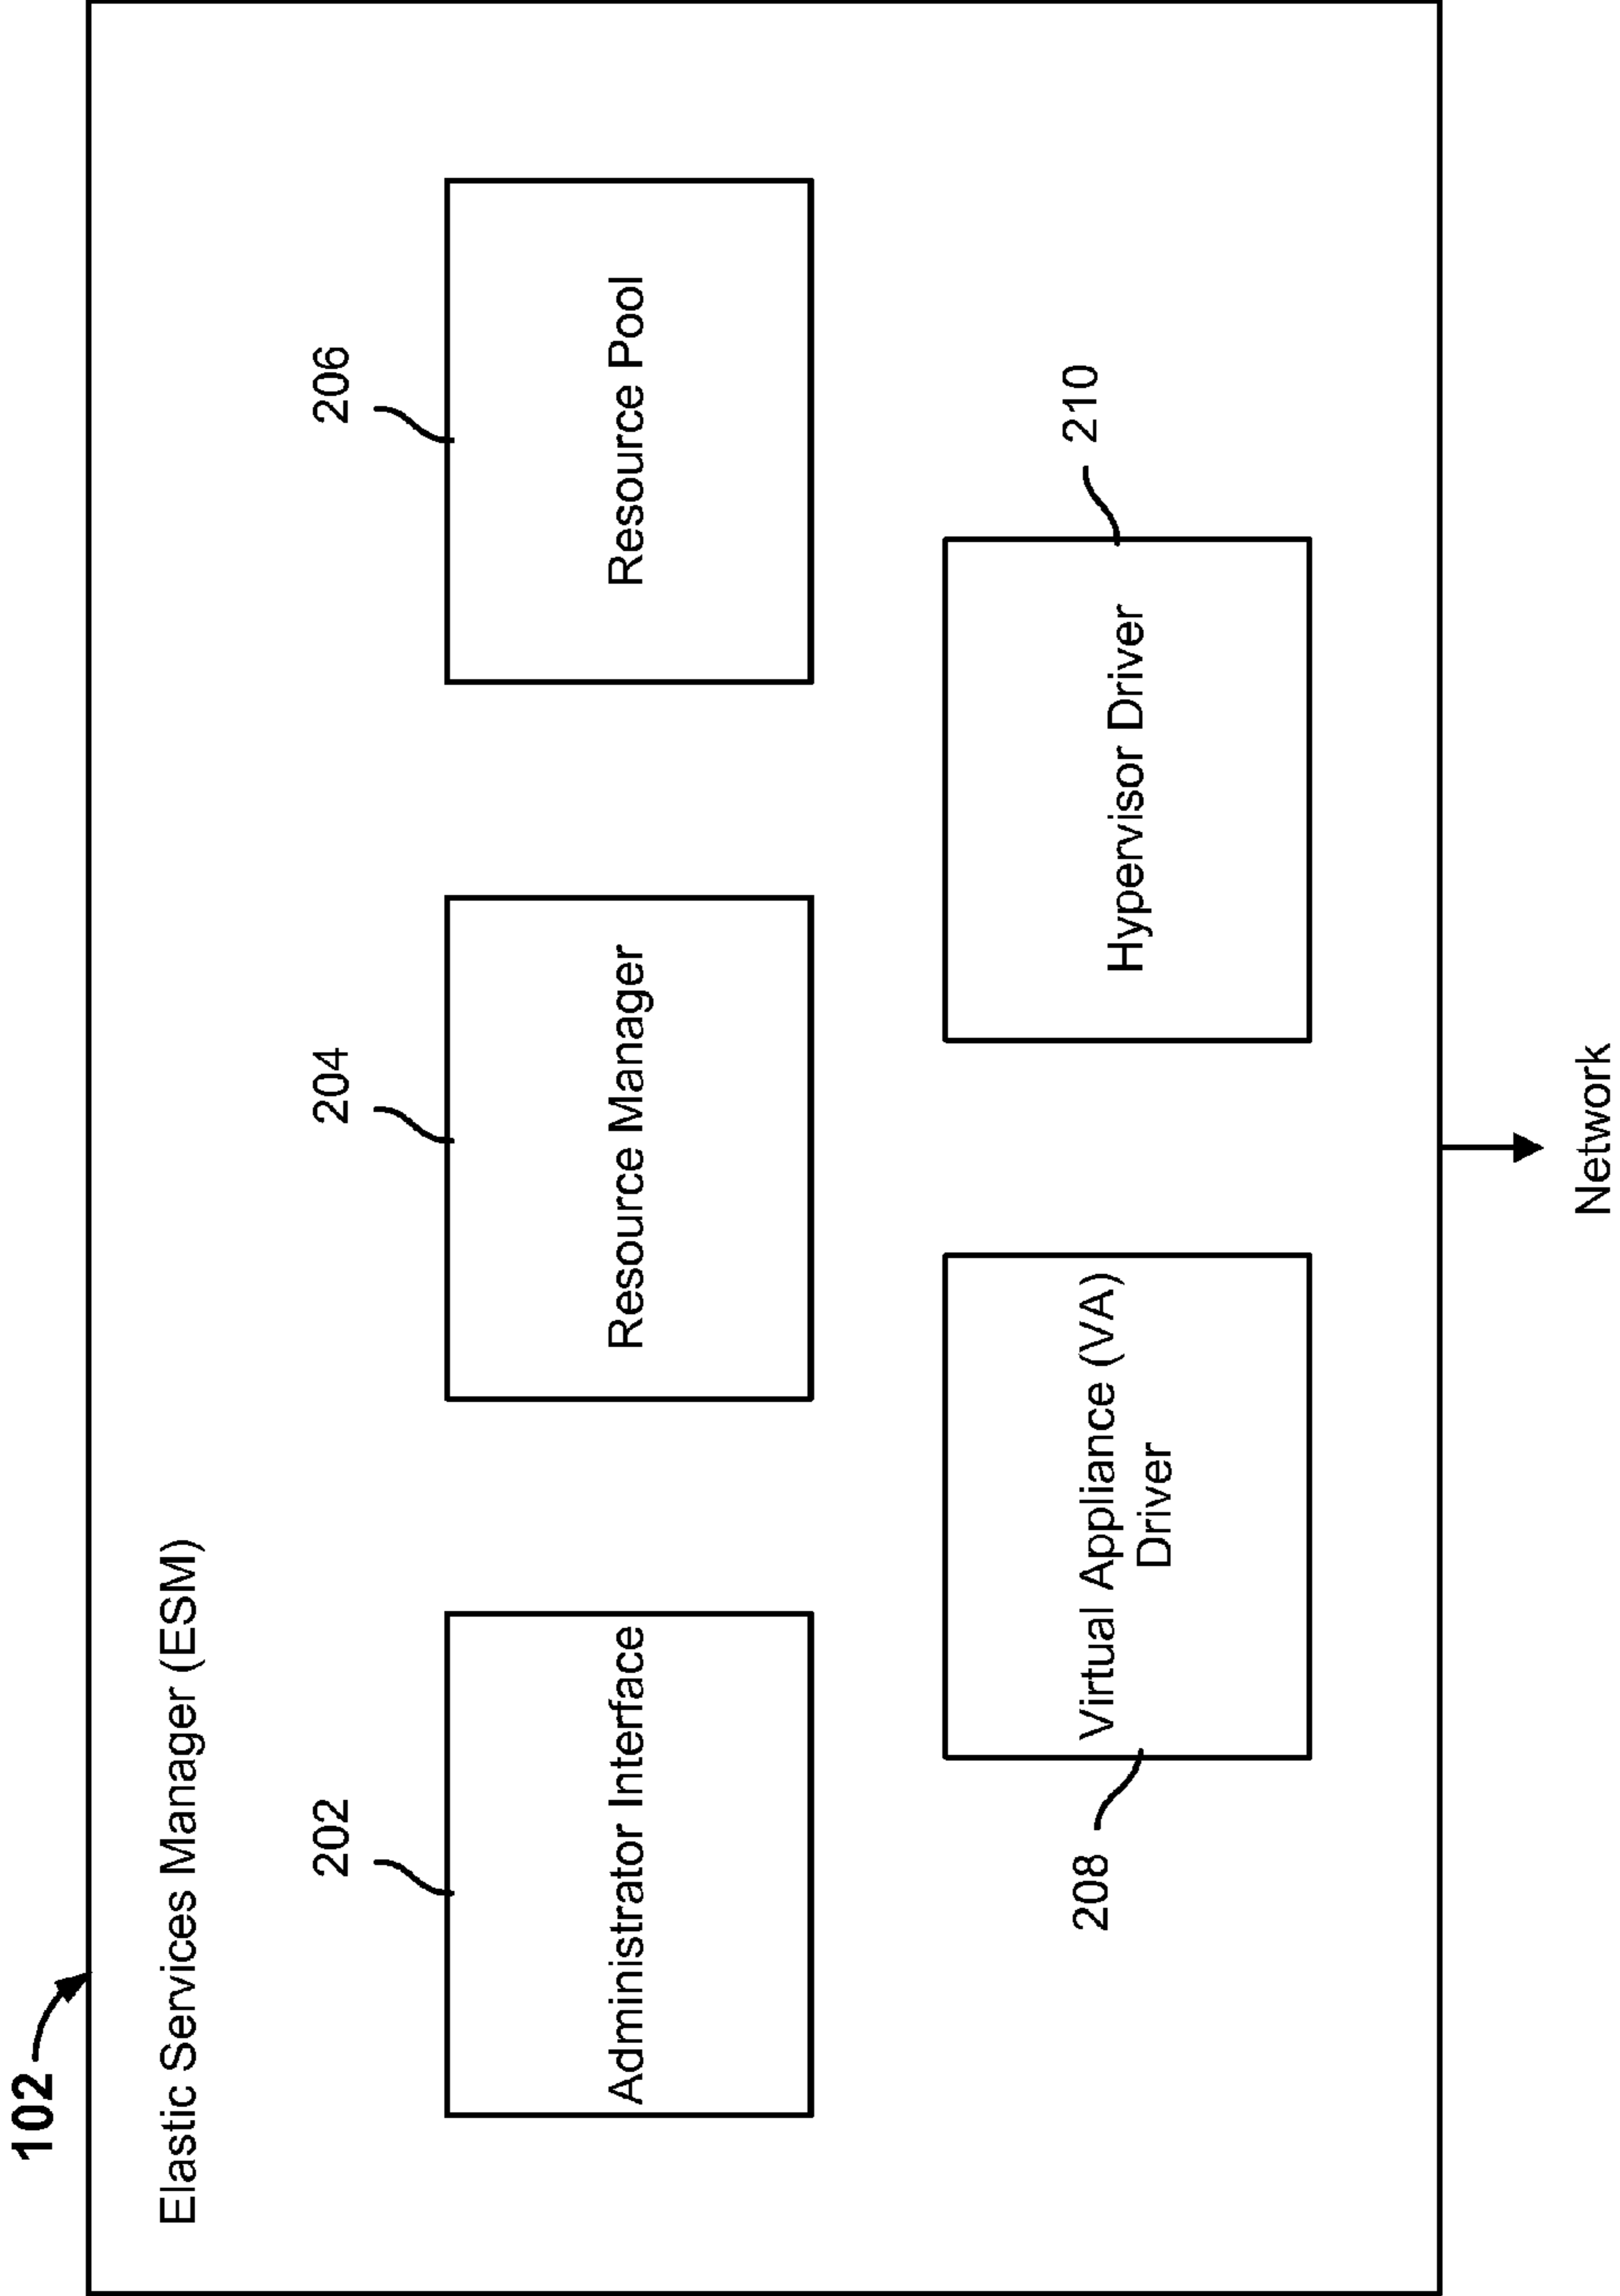 102
Elastic Services Manager (ESM)
202
204
206
Administrator Interface
Resource Manager
Resource Pool
208
Virtual Appliance (VA)
Driver
210
Hypervisor Driver
Network